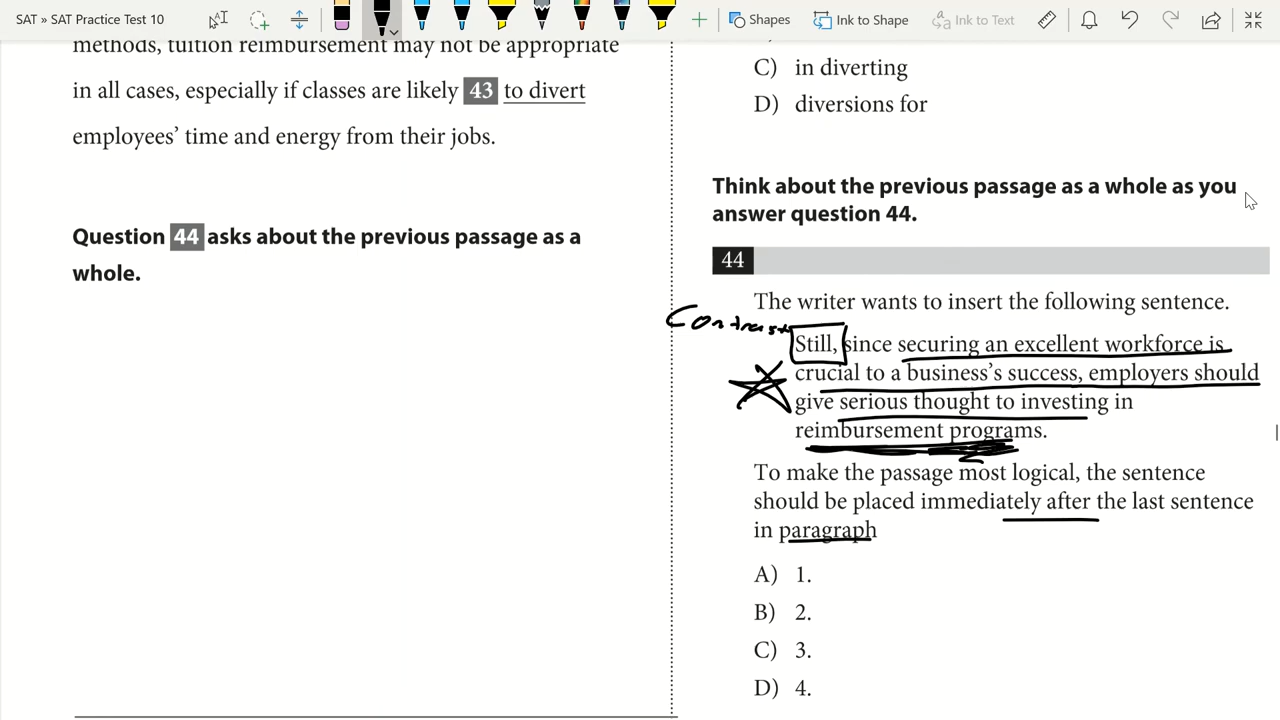 SAT » SAT Practice Test 10
Shapes
Ink to Shape
Ink to Text
methods, tuition reimbursement may not be appropriate
in all cases, especially if classes are likely 43 to divert
employees’ time and energy from their jobs.
Question 44 asks about the previous passage as a
whole.
C) in diverting
D) diversions for
Think about the previous passage as a whole as you
answer question 44.
44
The writer wants to insert the following sentence.
Contrast
Still, since securing an excellent workforce is
crucial to a business’s success, employers should
give serious thought to investing in
reimbursement programs.
To make the passage most logical, the sentence
should be placed immediately after the last sentence
in paragraph
A) 1.
B) 2.
C) 3.
D) 4.